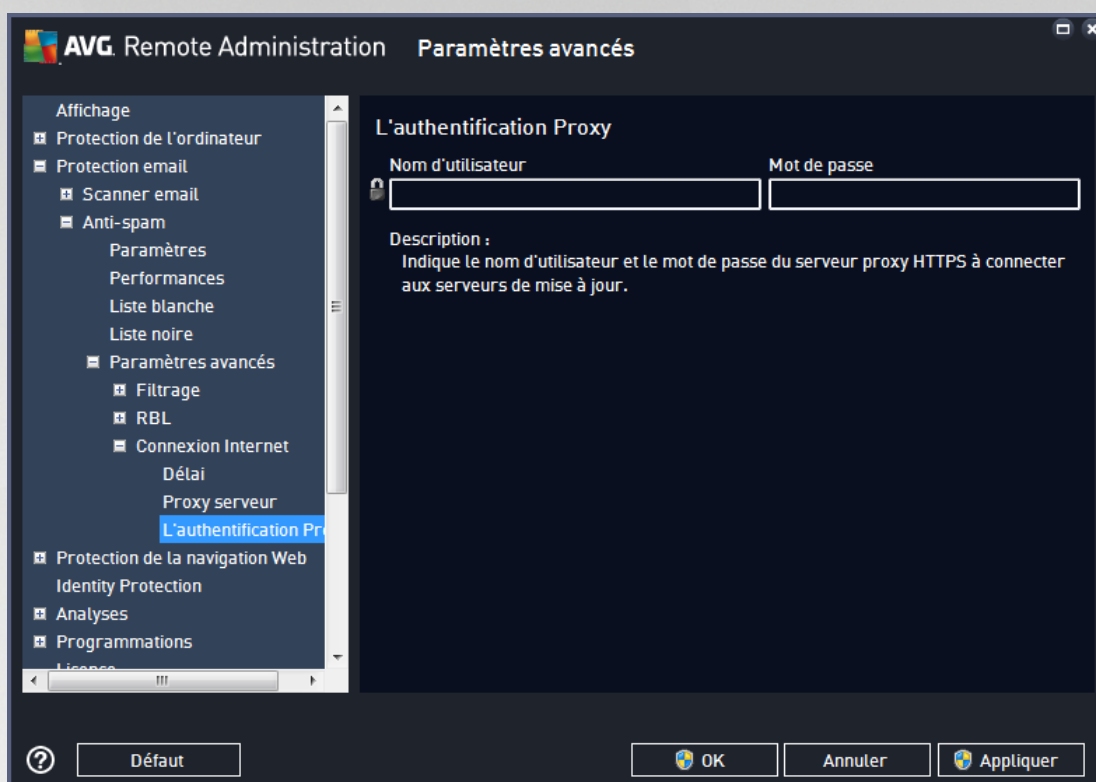 AVG. Remote Administration Paramètres avancés
Affichage
Protection de l'ordinateur
Protection email
Scanner email
Anti-spam
Paramètres
Performances
Liste blanche
Liste noire
Paramètres avancés
Filtrage
RBL
Connexion Internet
Délai
Proxy serveur
L'authentification Pro
Protection de la navigation Web
Identity Protection
Analyses
Programmations
License
L'authentification Proxy
Nom d'utilisateur Mot de passe
Description :
Indique le nom d'utilisateur et le mot de passe du serveur proxy HTTPS à connecter
aux serveurs de mise à jour.
? Défaut OK Annuler Appliquer